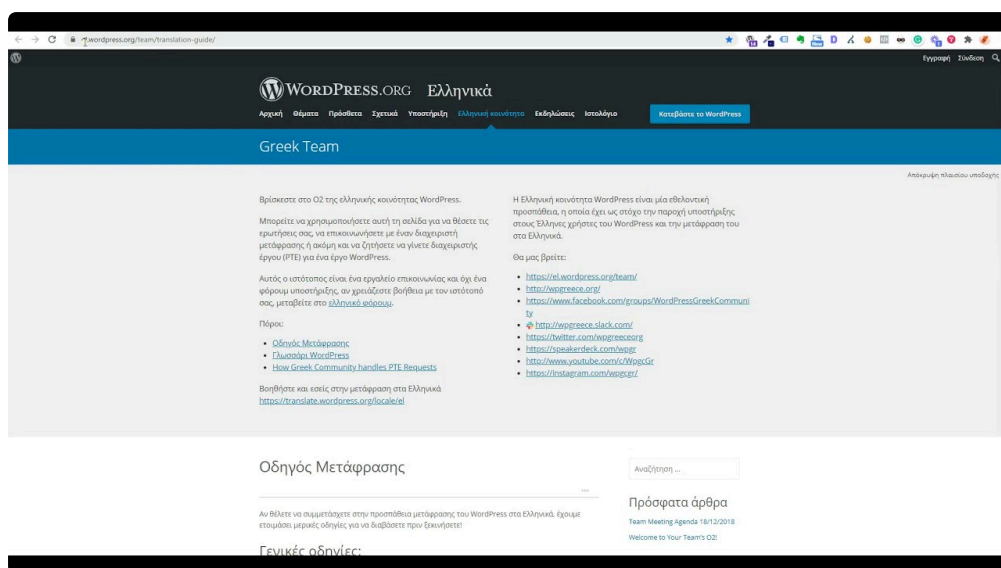 wordpress.org/team/translation-guide/
Εγγραφή Σύνδεση
WORDPRESS.ORG Ελληνικά
Αρχική Θέματα Πρόσθετα Σχετικά Υποστήριξη Ελληνική κοινότητα Εκδηλώσεις Ιστολόγιο Κατεβάστε το WordPress
Greek Team
Απόκρυψη πλαισίου υποδοχής
Βρίσκεστε στο O2 της ελληνικής κοινότητας WordPress.
Μπορείτε να χρησιμοποιήσετε αυτή τη σελίδα για να θέσετε τις
ερωτήσεις σας, να επικοινωνήσετε με έναν διαχειριστή
μετάφρασης ή ακόμη και να ζητήσετε να γίνετε διαχειριστής
έργου (PTE) για ένα έργο WordPress.
Αυτός ο ιστότοπος είναι ένα εργαλείο επικοινωνίας και όχι ένα
φόρουμ υποστήριξης, αν χρειάζεστε βοήθεια με τον ιστότοπό
σας, μεταβείτε στο ελληνικό φόρουμ.
Πόροι:
Οδηγός Μετάφρασης
Γλωσσάρι WordPress
How Greek Community handles PTE Requests
Βοηθήστε και εσείς στην μετάφραση στα Ελληνικά
https://translate.wordpress.org/locale/el
Η Ελληνική κοινότητα WordPress είναι μία εθελοντική
προσπάθεια, η οποία έχει ως στόχο την παροχή υποστήριξης
στους Έλληνες χρήστες του WordPress και την μετάφραση του
στα Ελληνικά.
Θα μας βρείτε:
https://el.wordpress.org/team/
http://wpgreece.org/
https://www.facebook.com/groups/WordPressGreekCommuni
ty
http://wpgreece.slack.com/
https://twitter.com/wpgreeceorg
https://speakerdeck.com/wpgr
http://www.youtube.com/c/WpgcGr
https://instagram.com/wpgcgr/
Οδηγός Μετάφρασης
Αν θέλετε να συμμετάσχετε στην προσπάθεια μετάφρασης του WordPress στα Ελληνικά, έχουμε
ετοιμάσει μερικές οδηγίες για να διαβάσετε πριν ξεκινήσετε!
Γενικές οδηγίες:
Αναζήτηση ...
Πρόσφατα άρθρα
Team Meeting Agenda 18/12/2018
Welcome to Your Team's O2!